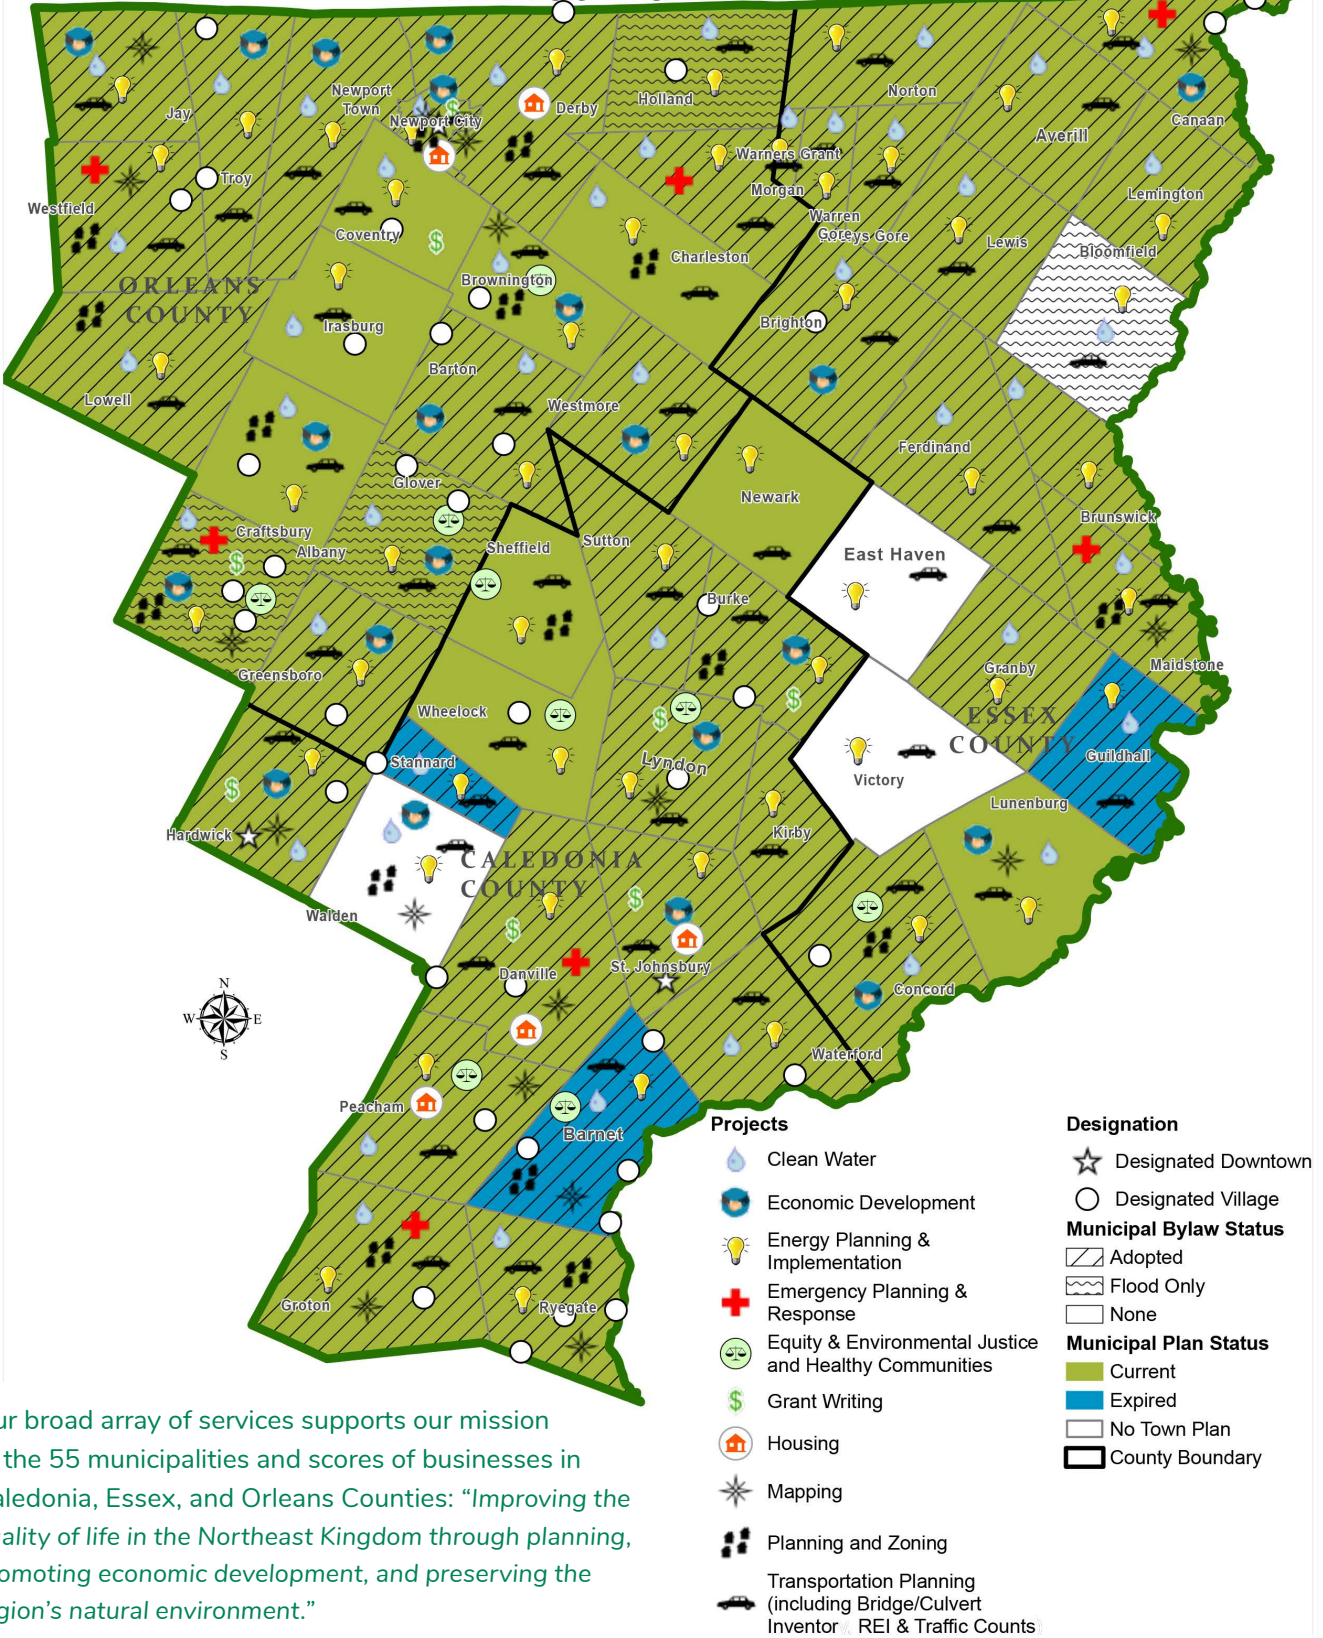 Jay
Newport
Town
Newport City
Derby
Holland
Norton
Averill
Canaan
Warners Grant
Morgan
Warren
Gore
Lemington
Westfield
Troy
Coventry
Brownington
Charleston
Lewis
Bloomfield
ORLEANS
COUNTY
Irasburg
Brighton
Barton
Westmore
Lowell
Ferdinand
Glover
Newark
Craftsbury
Albany
Sheffield
Sutton
Brunswick
East Haven
Burke
Greensboro
Wheelock
Granby
Maidstone
ESSEX
COUNTY
Stannard
Lyndon
Victory
Guildhall
Lunenburg
Hardwick
Kirby
CALEDONIA
COUNTY
Walden
Danville
St. Johnsbury
Concord
N
W
E
S
Waterford
Peacham
Barnet
Groton
Ryegate
Projects
Clean Water
Economic Development
Energy Planning &
Implementation
Emergency Planning &
Response
Equity & Environmental Justice
and Healthy Communities
Grant Writing
Housing
Mapping
Planning and Zoning
Transportation Planning
(including Bridge/Culvert
Inventor REI & Traffic Counts)
Designation
Designated Downtown
Designated Village
Municipal Bylaw Status
Adopted
Flood Only
None
Municipal Plan Status
Current
Expired
No Town Plan
County Boundary
ur broad array of services supports our mission
the 55 municipalities and scores of businesses in
aledonia, Essex, and Orleans Counties: “Improving the
ality of life in the Northeast Kingdom through planning,
omoting economic development, and preserving the
gion’s natural environment.”